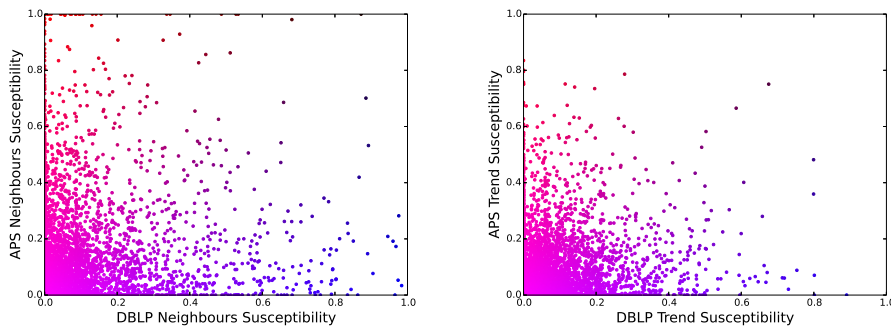 APS Neighbours Susceptibility
1.0
0.8
0.6
0.4
0.2
0.0
0.0 0.2 0.4 0.6 0.8 1.0
DBLP Neighbours Susceptibility
APS Trend Susceptibility
1.0
0.8
0.6
0.4
0.2
0.0
0.0 0.2 0.4 0.6 0.8 1.0
DBLP Trend Susceptibility